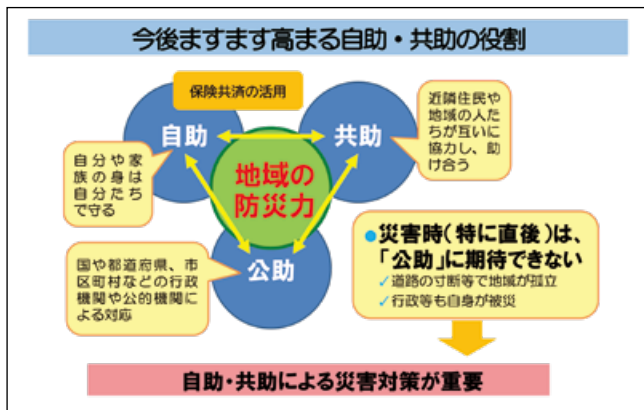 今後ますます高まる自助・共助の役割
保険共済の活用
自助
共助
近隣住民や
地域の人た
ちが互いに
協力し、助
け合う
自分や家
族の身は
自分たち
で守る
地域の
防災力
公助
国や都道府県、市
区町村などの行政
機関や公的機関に
よる対応
●災害時(特に直後)は、
「公助」に期待できない
✓道路の寸断等で地域が孤立
✓行政等も自身が被災
自助・共助による災害対策が重要